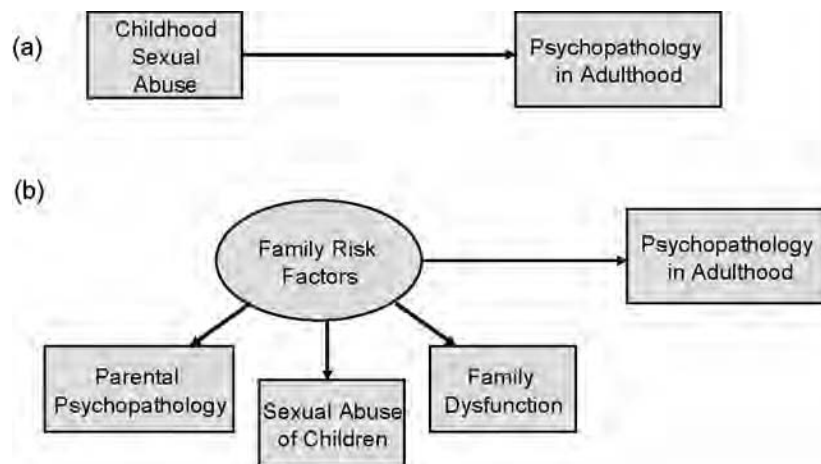 (a)
Childhood
Sexual
Abuse
Psychopathology
in Adulthood
(b)
Family Risk
Factors
Psychopathology
in Adulthood
Parental
Psychopathology
Sexual Abuse
of Children
Family
Dysfunction